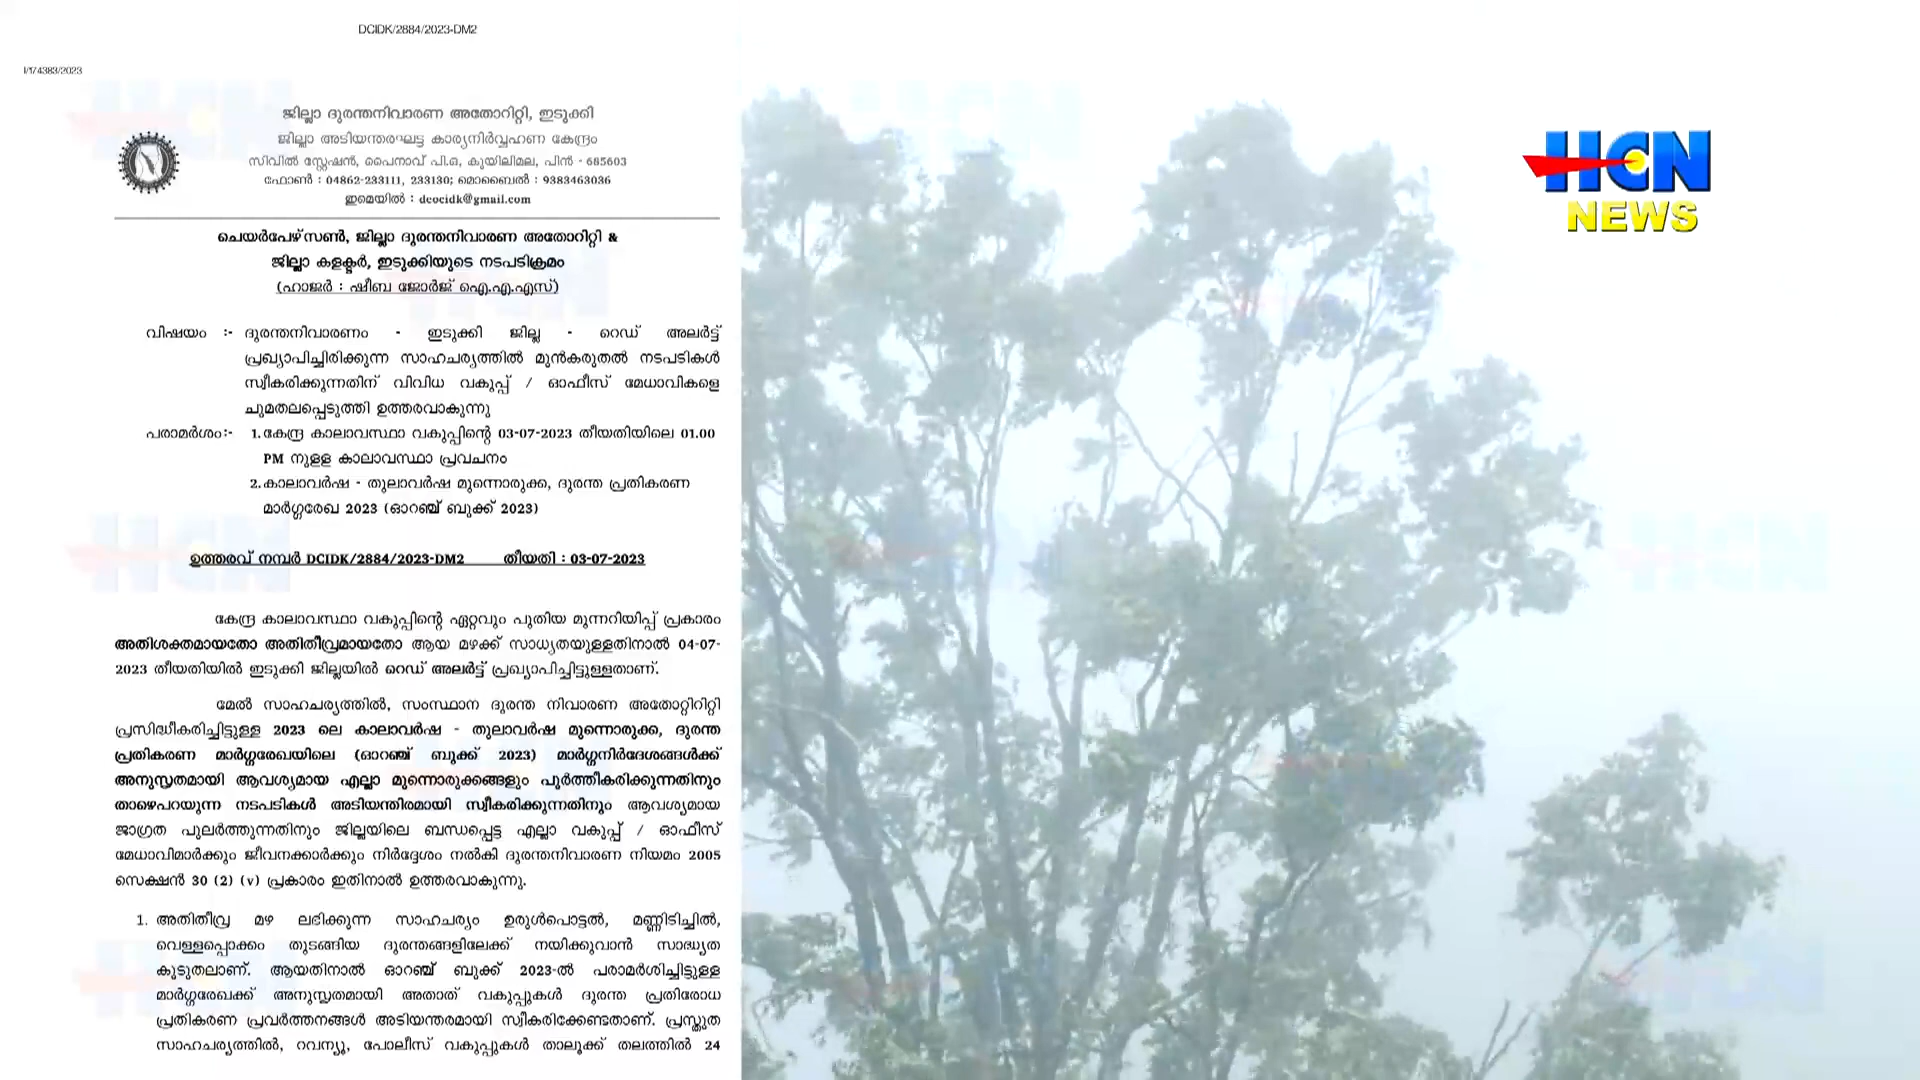 DCIDK/2884/2023-DM2
I/174383/2023
ജില്ലാ ദുരന്തനിവാരണ അതോറിറ്റി, ഇടുക്കി
ജില്ലാ അടിയന്തരഘട്ട കാര്യനിർവ്വഹണ കേന്ദ്രം
സിവിൽ സ്റ്റേഷൻ, പൈനാവ് പി.ഒ, കുയിലിമല, പിൻ - 685603
ഫോൺ : 04862-233111, 233130; മൊബൈൽ : 9383463036
ഇമെയിൽ : dcocidk@gmail.com
ചെയർപേഴ്സൺ, ജില്ലാ ദുരന്തനിവാരണ അതോറിറ്റി &
ജില്ലാ കളക്ടർ, ഇടുക്കിയുടെ നടപടിക്രമം
(ഹാജർ : ഷീബ ജോർജ് ഐ.എ.എസ്)
വിഷയം :- ദുരന്തനിവാരണം - ഇടുക്കി ജില്ല - റെഡ് അലർട്ട്
പ്രഖ്യാപിച്ചിരിക്കുന്ന സാഹചര്യത്തിൽ മുൻകരുതൽ നടപടികൾ
സ്വീകരിക്കുന്നതിന് വിവിധ വകുപ്പ് / ഓഫീസ് മേധാവികളെ
ചുമതലപ്പെടുത്തി ഉത്തരവാകുന്നു
പരാമർശം:- 1.കേന്ദ്ര കാലാവസ്ഥാ വകുപ്പിന്റെ 03-07-2023 തീയതിയിലെ 01.00
PM നുള്ള കാലാവസ്ഥാ പ്രവചനം
2.കാലാവർഷ - തുലാവർഷ മുന്നൊരുക്ക, ദുരന്ത പ്രതികരണ
മാർഗ്ഗരേഖ 2023 (ഓറഞ്ച് ബുക്ക് 2023)
ഉത്തരവ് നമ്പർ DCIDK/2884/2023-DM2 തീയതി : 03-07-2023
കേന്ദ്ര കാലാവസ്ഥാ വകുപ്പിന്റെ ഏറ്റവും പുതിയ മുന്നറിയിപ്പ് പ്രകാരം
അതിശക്തമായതോ അതിതീവ്രമായതോ ആയ മഴക്ക് സാധ്യതയുള്ളതിനാൽ 04-07-
2023 തീയതിയിൽ ഇടുക്കി ജില്ലയിൽ റെഡ് അലർട്ട് പ്രഖ്യാപിച്ചിട്ടുള്ളതാണ്.
മേൽ സാഹചര്യത്തിൽ, സംസ്ഥാന ദുരന്ത നിവാരണ അതോറ്റിറിറ്റി
പ്രസിദ്ധീകരിച്ചിട്ടുള്ള 2023 ലെ കാലാവർഷ - തുലാവർഷ മുന്നൊരുക്ക, ദുരന്ത
പ്രതികരണ മാർഗ്ഗരേഖയിലെ (ഓറഞ്ച് ബുക്ക് 2023) മാർഗ്ഗനിർദേശങ്ങൾക്ക്
അനുസൃതമായി ആവശ്യമായ എല്ലാ മുന്നൊരുക്കങ്ങളും പൂർത്തീകരിക്കുന്നതിനും
താഴെപറയുന്ന നടപടികൾ അടിയന്തിരമായി സ്വീകരിക്കുന്നതിനും ആവശ്യമായ
ജാഗ്രത പുലർത്തുന്നതിനും ജില്ലയിലെ ബന്ധപ്പെട്ട എല്ലാ വകുപ്പ് / ഓഫീസ്
മേധാവിമാർക്കും ജീവനക്കാർക്കും നിർദ്ദേശം നൽകി ദുരന്തനിവാരണ നിയമം 2005
സെക്ഷൻ 30 (2) (v) പ്രകാരം ഇതിനാൽ ഉത്തരവാകുന്നു.
1. അതിതീവ്ര മഴ ലഭിക്കുന്ന സാഹചര്യം ഉരുൾപൊട്ടൽ, മണ്ണിടിച്ചിൽ,
വെള്ളപ്പൊക്കം തുടങ്ങിയ ദുരന്തങ്ങളിലേക്ക് നയിക്കുവാൻ സാദ്ധ്യത
കൂടുതലാണ്. ആയതിനാൽ ഓറഞ്ച് ബുക്ക് 2023-ൽ പരാമർശിച്ചിട്ടുള്ള
മാർഗ്ഗരേഖക്ക് അനുസൃതമായി അതാത് വകുപ്പുകൾ ദുരന്ത പ്രതിരോധ
പ്രതികരണ പ്രവർത്തനങ്ങൾ അടിയന്തരമായി സ്വീകരിക്കേണ്ടതാണ്. പ്രസ്തുത
സാഹചര്യത്തിൽ, റവന്യൂ, പോലീസ് വകുപ്പുകൾ താലൂക്ക് തലത്തിൽ 24
HCN
NEWS